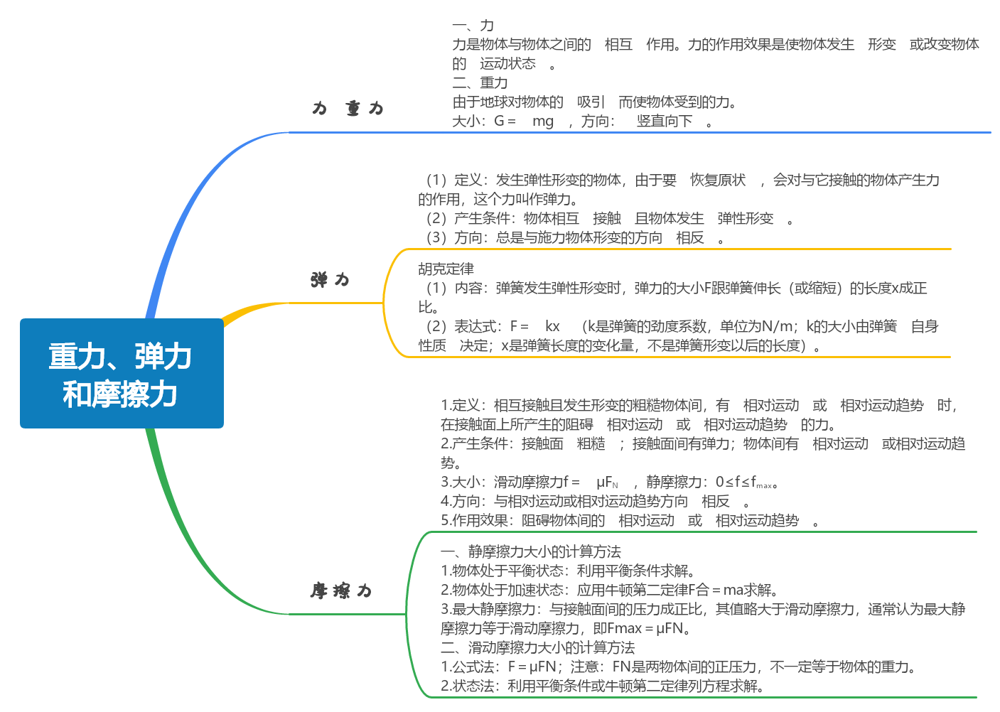 重力、弹力
和摩擦力
力 重力
一、力
力是物体与物体之间的 相互 作用。力的作用效果是使物体发生 形变 或改变物体
的 运动状态 。
二、重力
由于地球对物体的 吸引 而使物体受到的力。
大小：G＝ mg ，方向： 竖直向下 。
弹力
（1）定义：发生弹性形变的物体，由于要 恢复原状 ，会对与它接触的物体产生力
的作用，这个力叫作弹力。
（2）产生条件：物体相互 接触 且物体发生 弹性形变 。
（3）方向：总是与施力物体形变的方向 相反 。
胡克定律
（1）内容：弹簧发生弹性形变时，弹力的大小F跟弹簧伸长（或缩短）的长度x成正
比。
（2）表达式：F＝ kx （k是弹簧的劲度系数，单位为N/m；k的大小由弹簧 自身
性质 决定；x是弹簧长度的变化量，不是弹簧形变以后的长度）。
摩擦力
1.定义：相互接触且发生形变的粗糙物体间，有 相对运动 或 相对运动趋势 时，
在接触面上所产生的阻碍 相对运动 或 相对运动趋势 的力。
2.产生条件：接触面 粗糙 ；接触面间有弹力；物体间有 相对运动 或相对运动趋
势。
3.大小：滑动摩擦力f＝ μFN ，静摩擦力：0≤f≤fmax。
4.方向：与相对运动或相对运动趋势方向 相反 。
5.作用效果：阻碍物体间的 相对运动 或 相对运动趋势 。
一、静摩擦力大小的计算方法
1.物体处于平衡状态：利用平衡条件求解。
2.物体处于加速状态：应用牛顿第二定律F合＝ma求解。
3.最大静摩擦力：与接触面间的压力成正比，其值略大于滑动摩擦力，通常认为最大静
摩擦力等于滑动摩擦力，即Fmax＝μFN。
二、滑动摩擦力大小的计算方法
1.公式法：F＝μFN；注意：FN是两物体间的正压力，不一定等于物体的重力。
2.状态法：利用平衡条件或牛顿第二定律列方程求解。